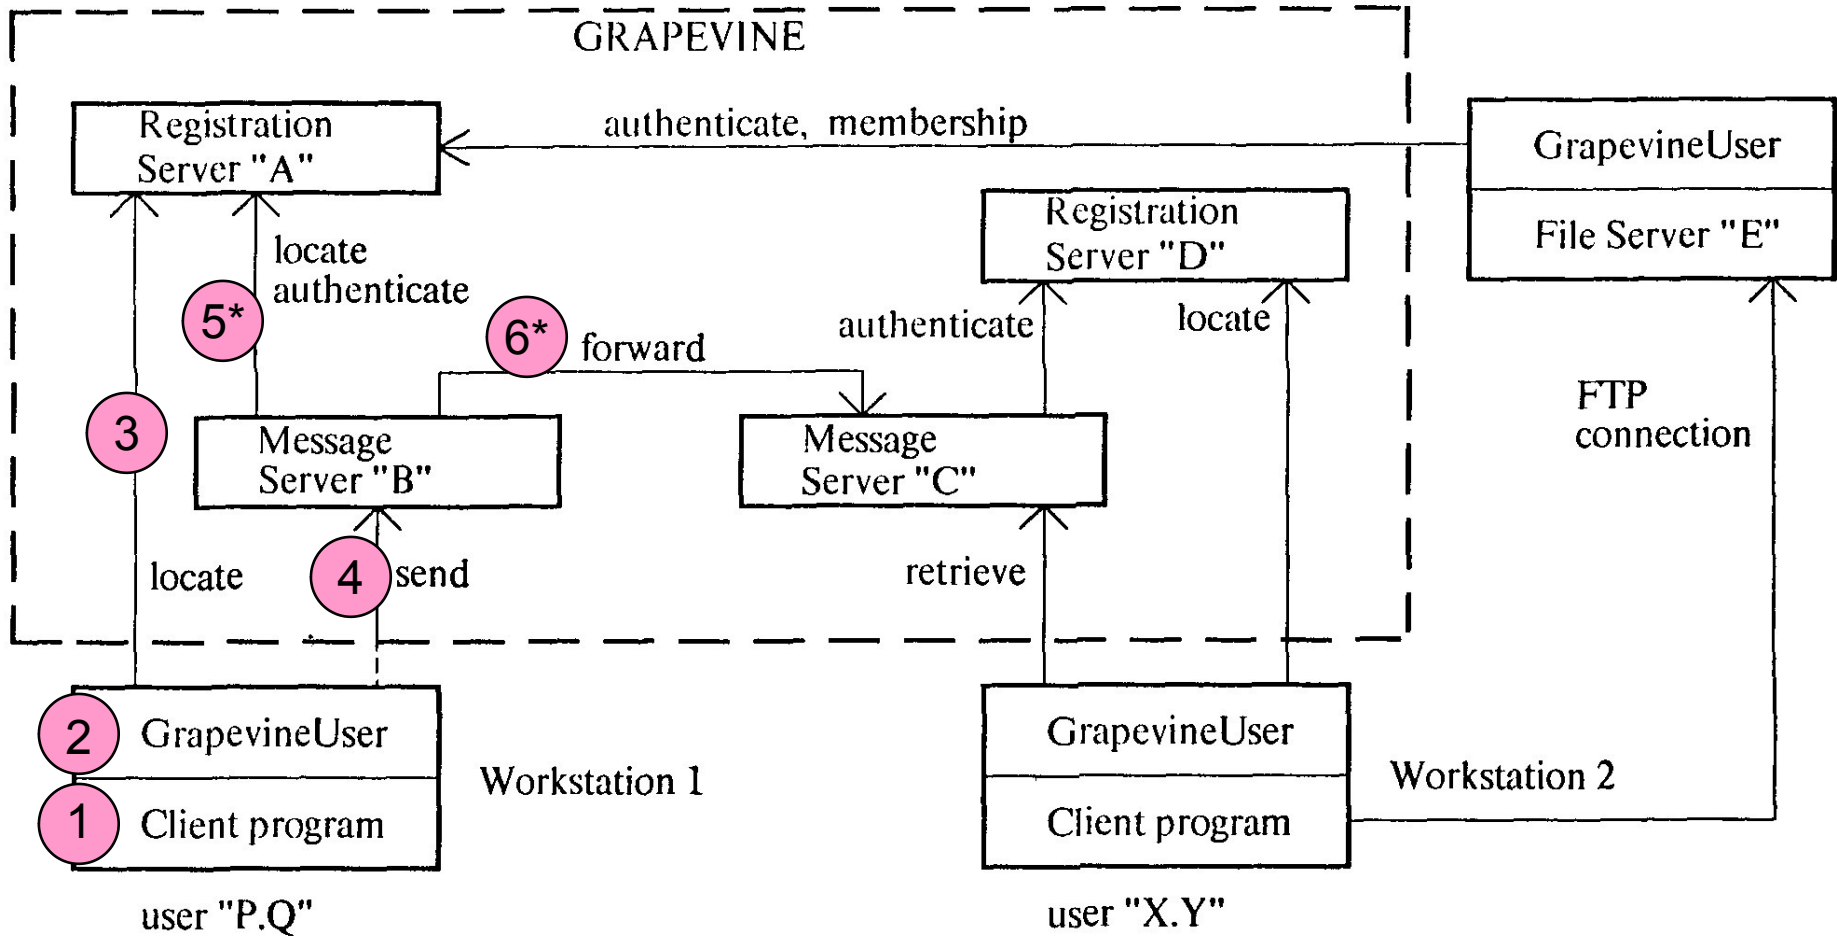 GRAPEVINE
Registration
Server "A"
authenticate, membership
GrapevineUser
File Server "E"
Registration
Server "D"
locate
authenticate
5*
6*
forward
authenticate
locate
FTP
connection
3
Message
Server "B"
Message
Server "C"
locate
4
send
retrieve
2
GrapevineUser
1
Client program
Workstation 1
GrapevineUser
Client program
Workstation 2
user "P.Q"
user "X.Y"